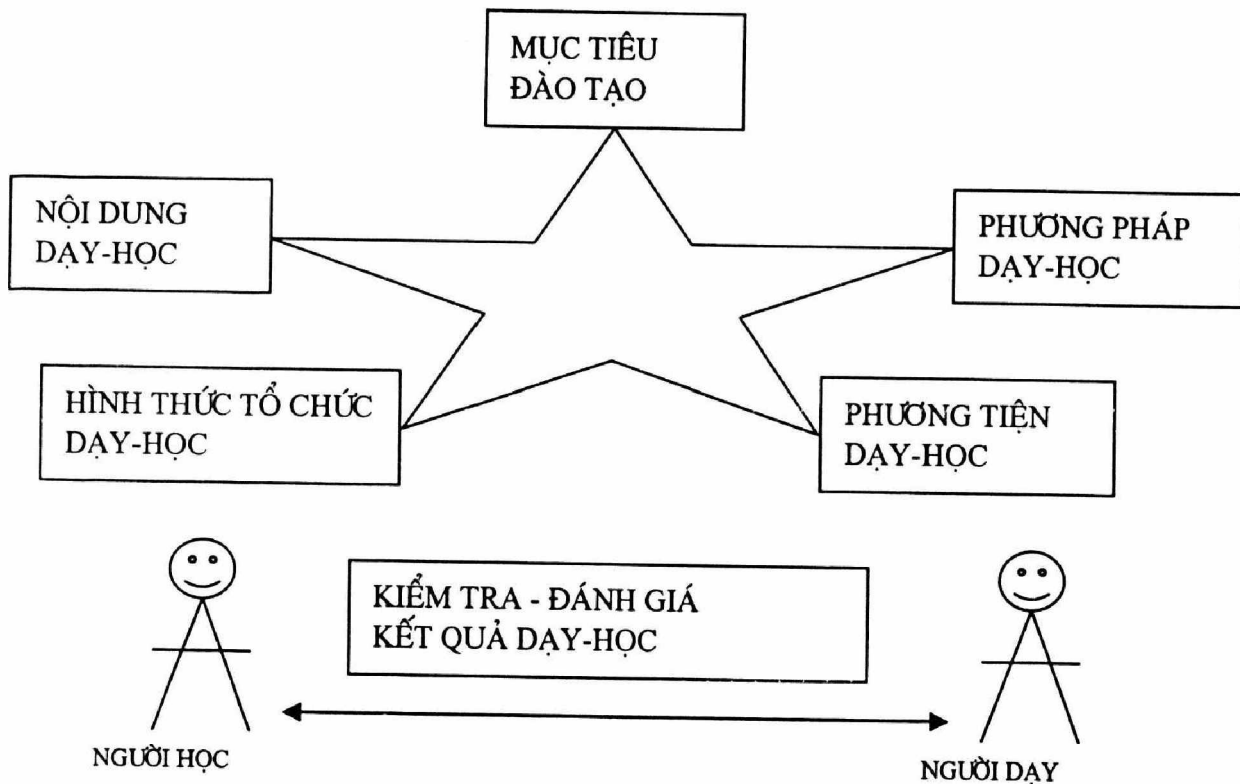 MỤC TIÊU
ĐÀO TẠO
NỘI DUNG
DẠY-HỌC
PHƯƠNG PHÁP
DẠY-HỌC
HÌNH THỨC TỔ CHỨC
DẠY-HỌC
PHƯƠNG TIỆN
DẠY-HỌC
KIỂM TRA - ĐÁNH GIÁ
KẾT QUẢ DẠY-HỌC
NGƯỜI HỌC
NGƯỜI DẠY